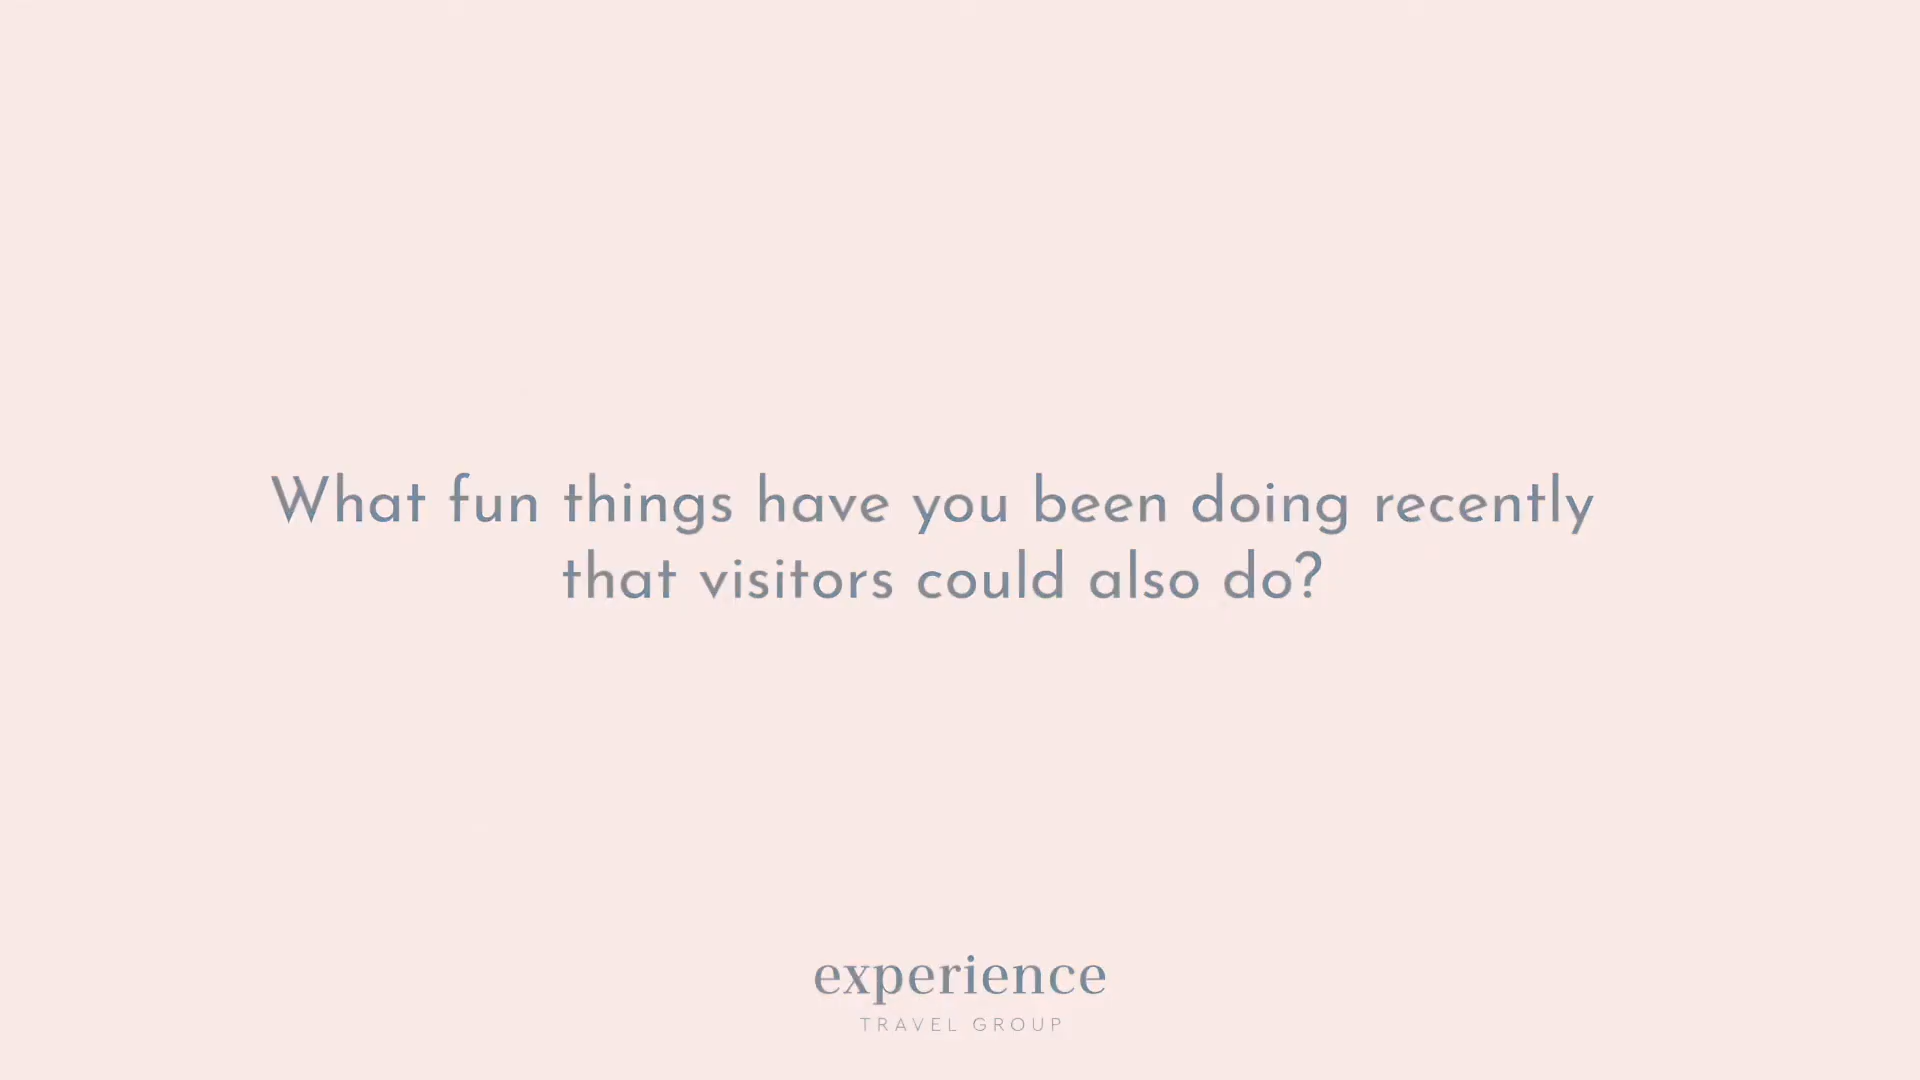 What fun things have you been doing recently
that visitors could also do?
experience
TRAVEL GROUP